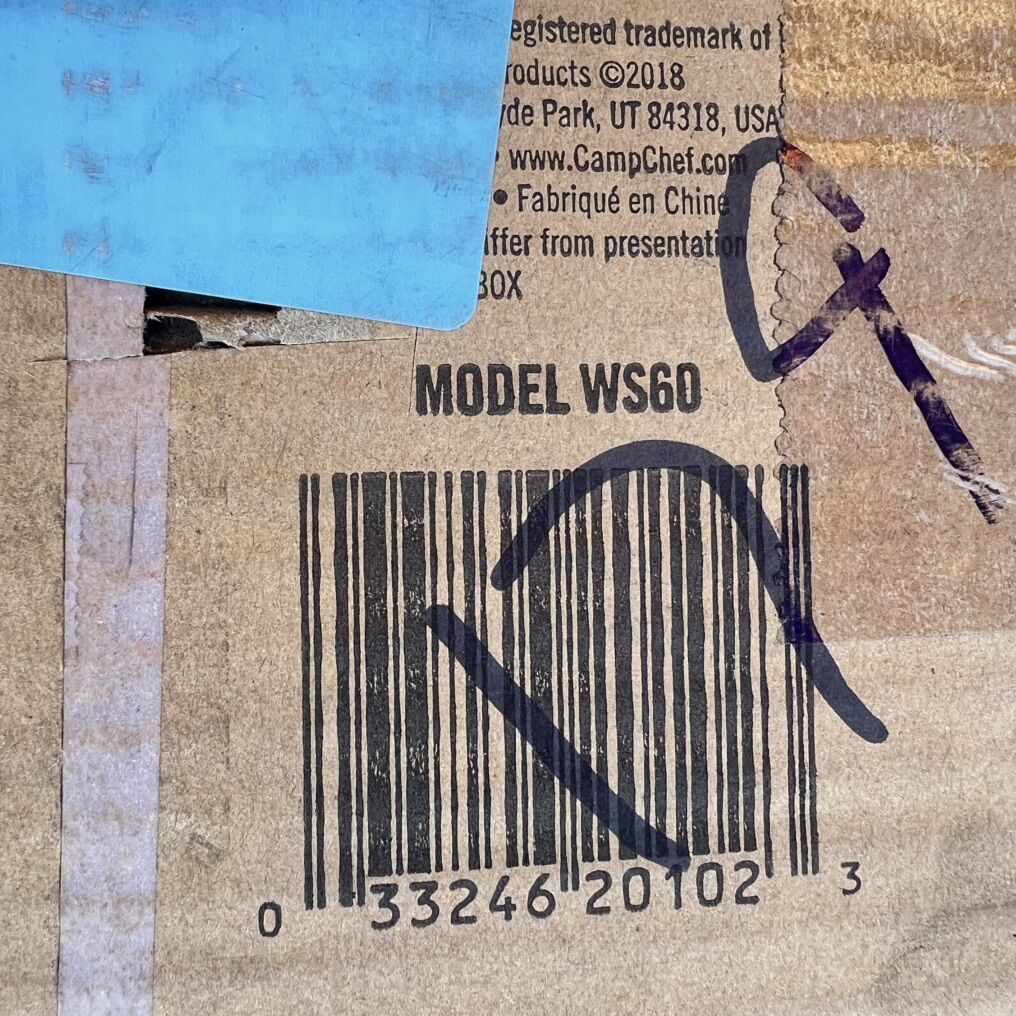 egistered trademark of
roducts ©2018
yde Park, UT 84318, USA
• www.CampChef.com
• Fabriqué en Chine
iffer from presentation
BOX
MODEL WS60
0 33246 20102 3